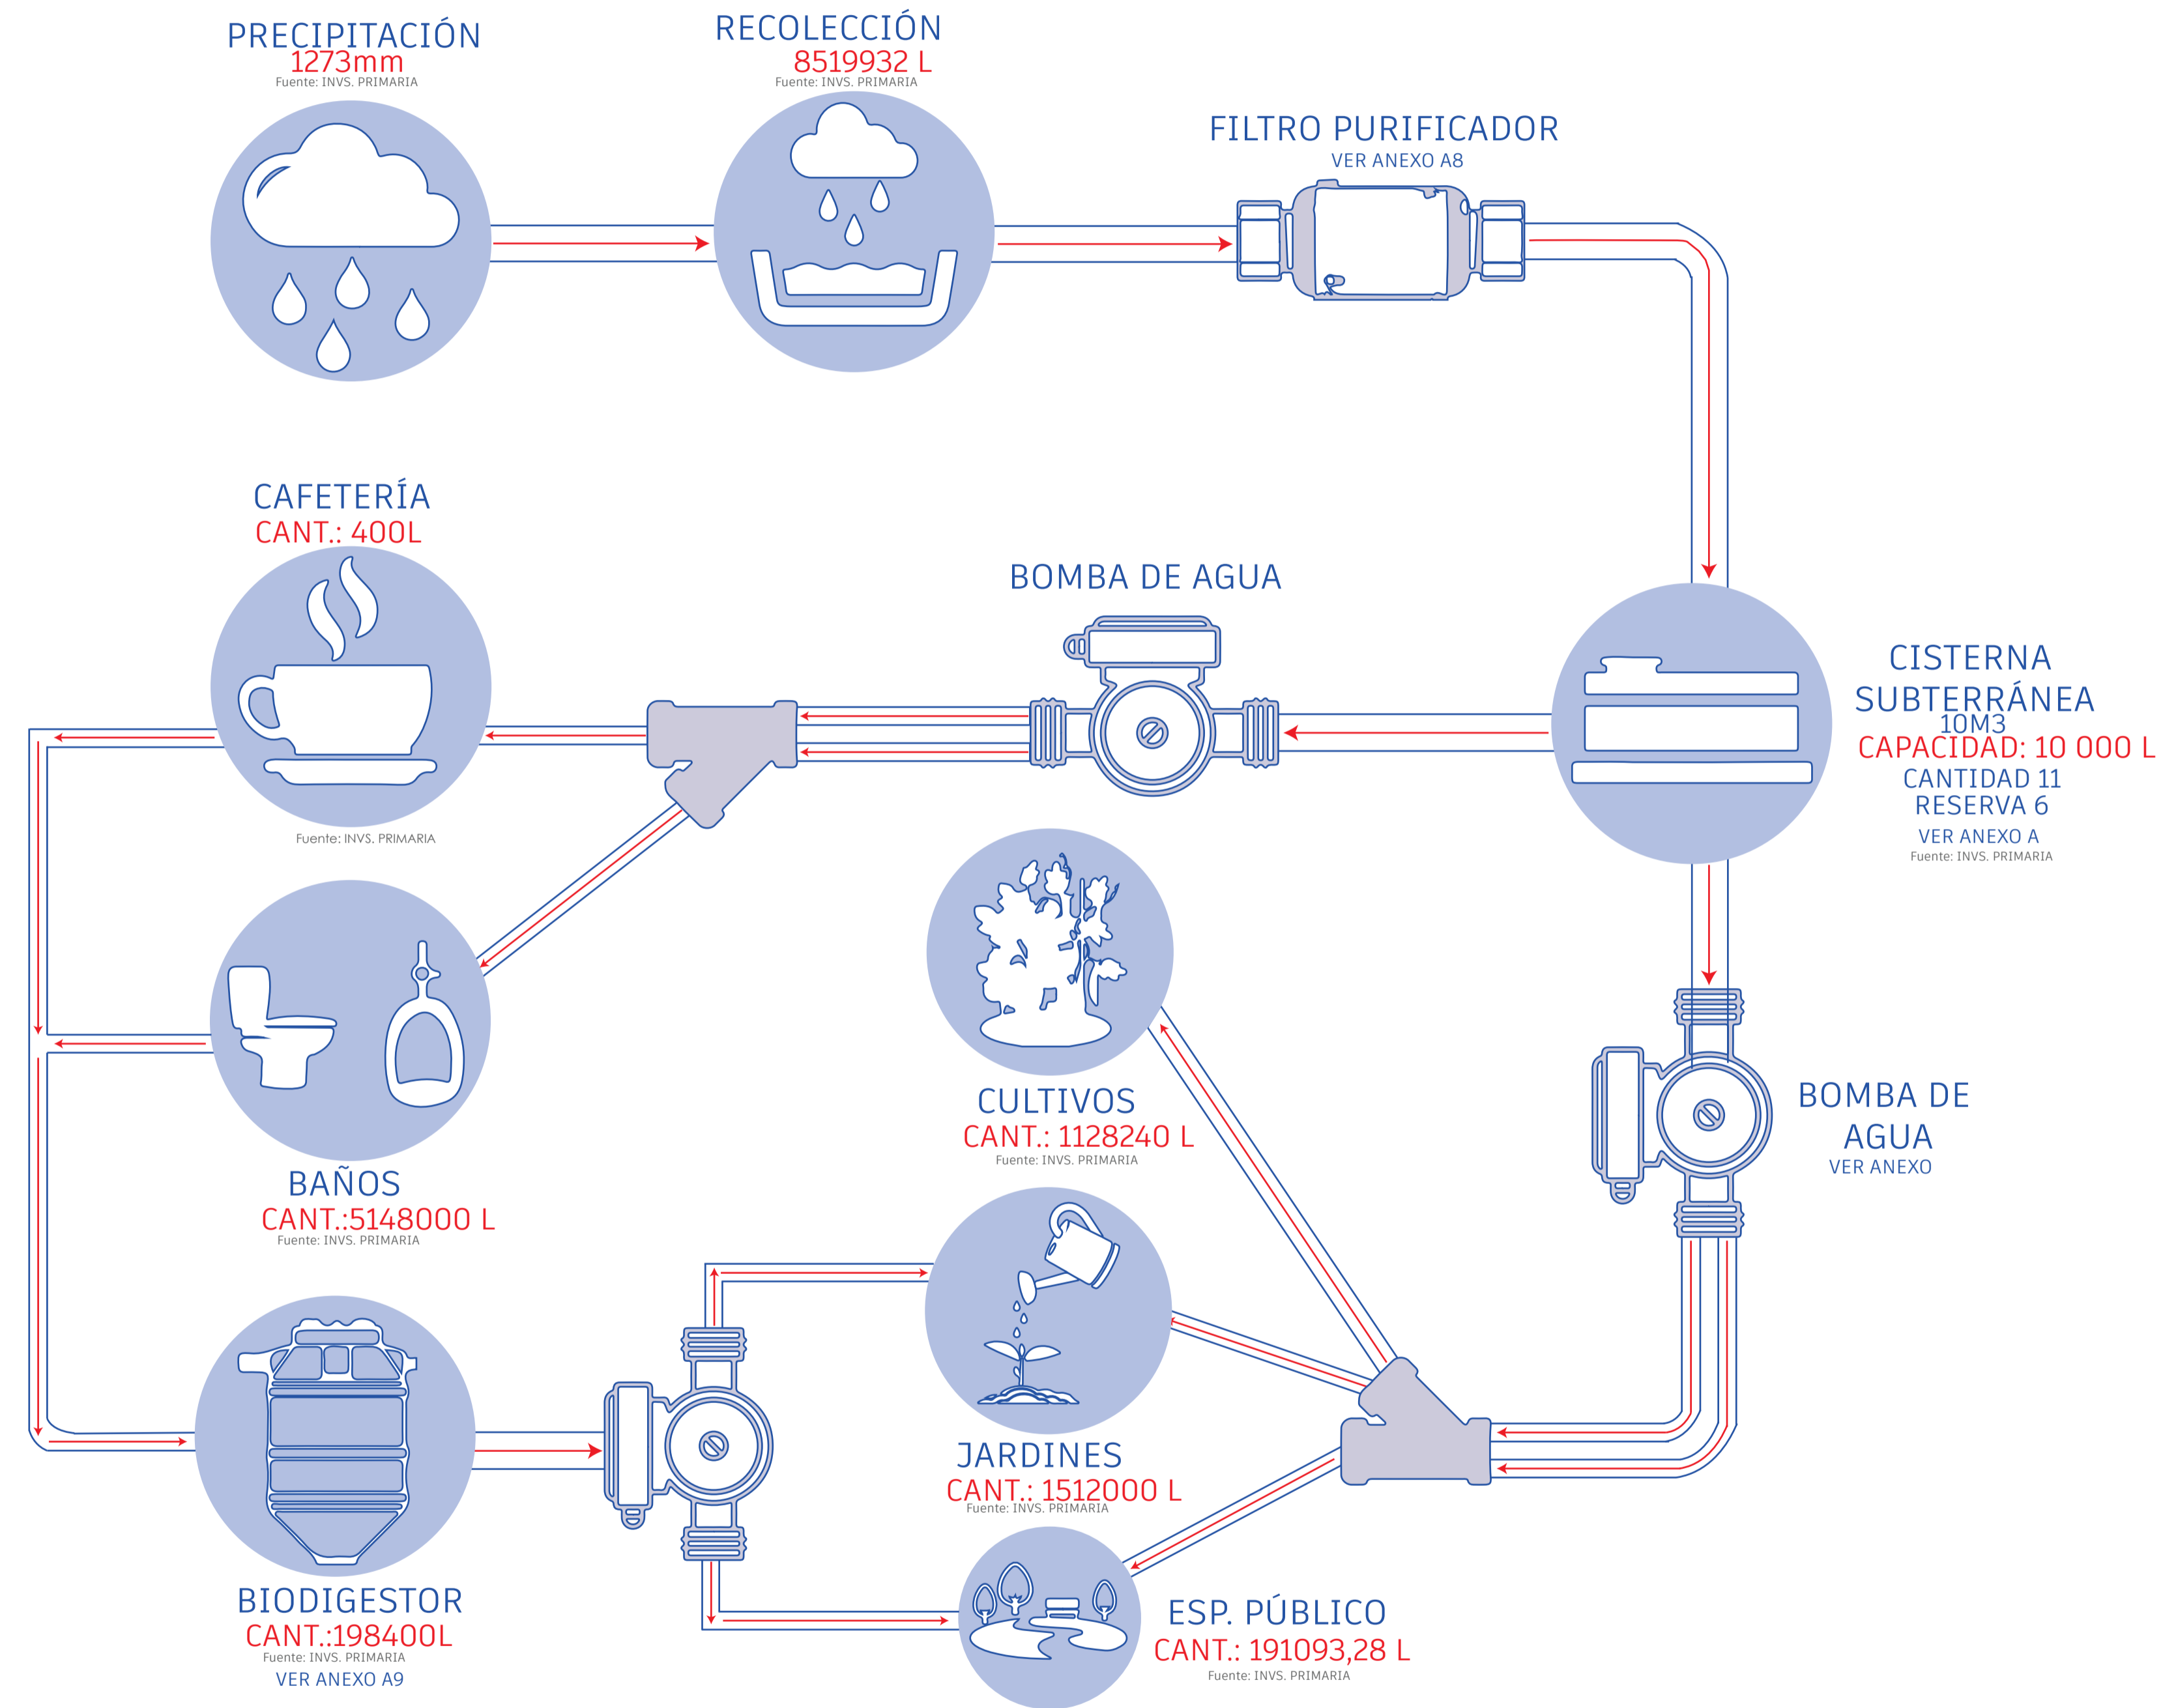 PRECIPITACIÓN
1273mm
Fuente: INVS. PRIMARIA
RECOLECCIÓN
8519932 L
Fuente: INVS. PRIMARIA
FILTRO PURIFICADOR
VER ANEXO A8
CAFETERÍA
CANT.: 400L
Fuente: INVS. PRIMARIA
BOMBA DE AGUA
CISTERNA
SUBTERRÁNEA
10M3
CAPACIDAD: 10 000 L
CANTIDAD 11
RESERVA 6
VER ANEXO A
Fuente: INVS. PRIMARIA
BAÑOS
CANT.:5148000 L
Fuente: INVS. PRIMARIA
CULTIVOS
CANT.: 1128240 L
Fuente: INVS. PRIMARIA
BOMBA DE
AGUA
VER ANEXO
JARDINES
CANT.: 1512000 L
Fuente: INVS. PRIMARIA
BIODIGESTOR
CANT.:198400L
Fuente: INVS. PRIMARIA
VER ANEXO A9
ESP. PÚBLICO
CANT.: 191093,28 L
Fuente: INVS. PRIMARIA